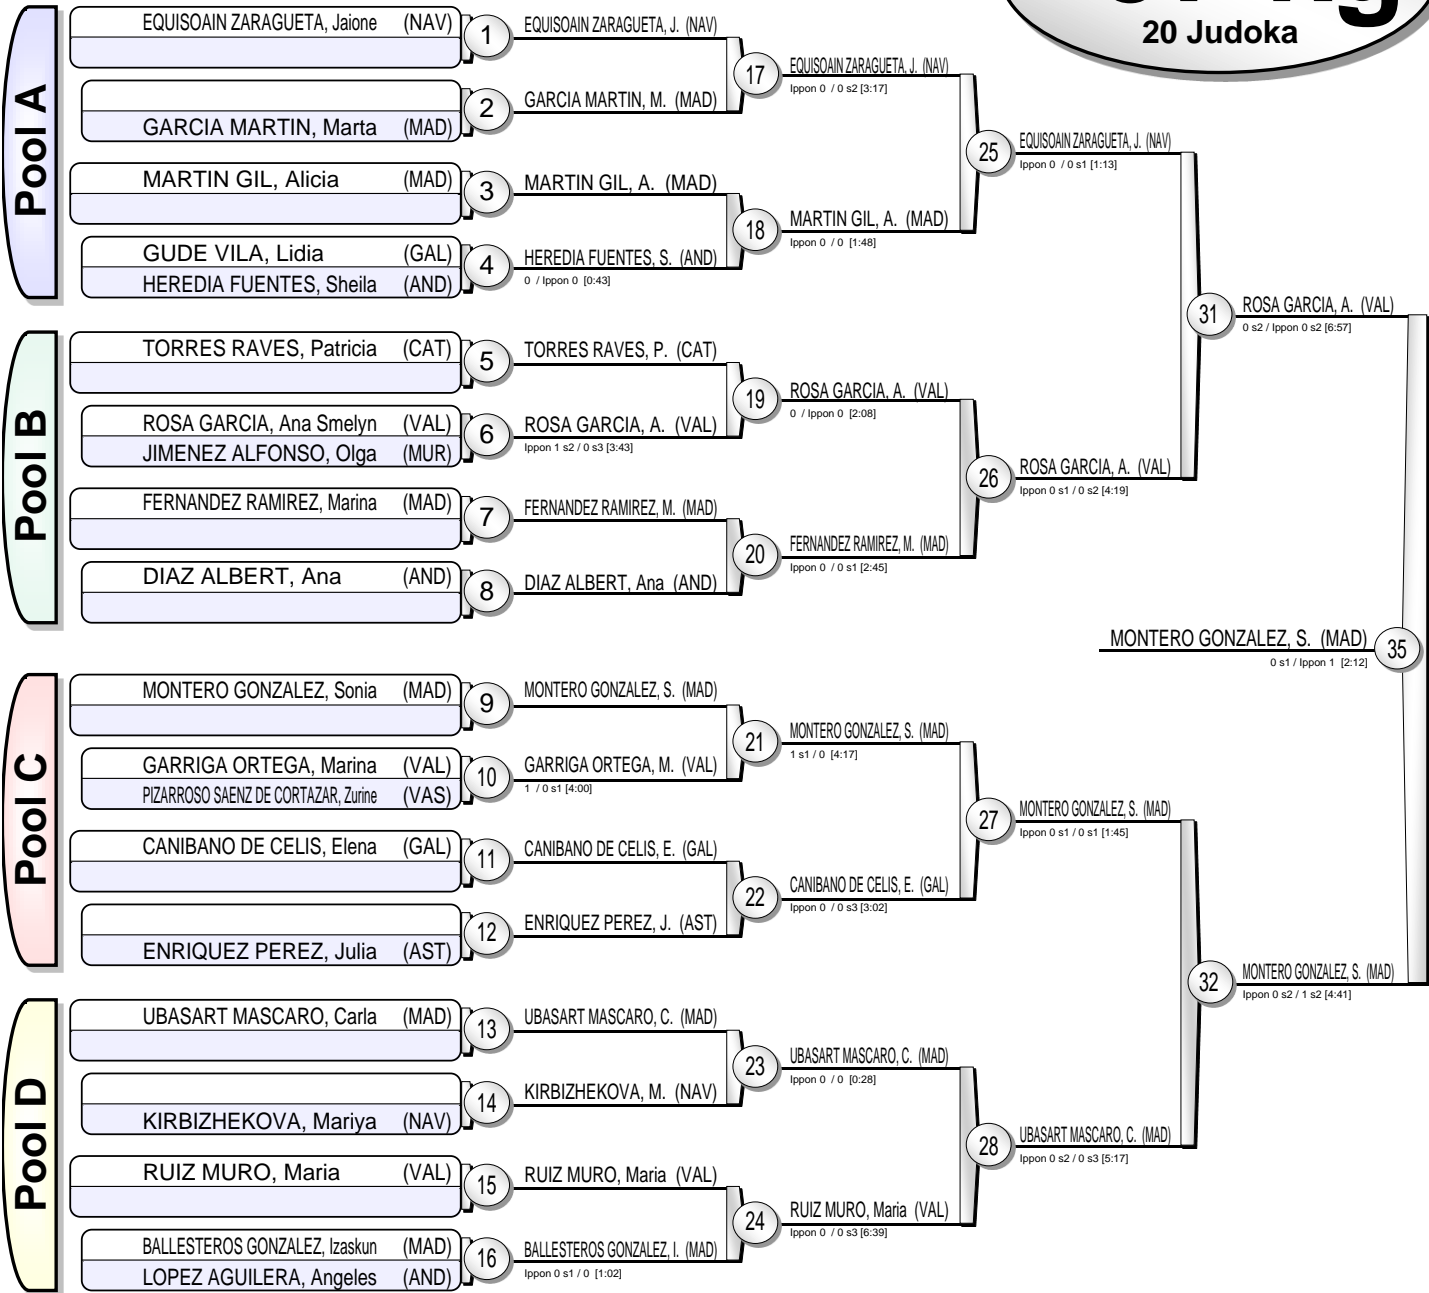 20 Judoka
Pool A
EQUISOAIN ZARAGUETA, Jaione (NAV)
1
GARCIA MARTIN, Marta (MAD)
2
MARTIN GIL, Alicia (MAD)
3
GUDE VILA, Lidia (GAL)
HEREDIA FUENTES, Sheila (AND)
4
EQUISOAIN ZARAGUETA, J. (NAV)
GARCIA MARTIN, M. (MAD)
17
MARTIN GIL, A. (MAD)
HEREDIA FUENTES, S. (AND)
0 / Ippon 0 [0:43]
18
EQUISOAIN ZARAGUETA, J. (NAV)
Ippon 0 / 0 s2 [3:17]
MARTIN GIL, A. (MAD)
Ippon 0 / 0 [1:48]
25
EQUISOAIN ZARAGUETA, J. (NAV)
Ippon 0 / 0 s1 [1:13]
Pool B
TORRES RAVES, Patricia (CAT)
5
ROSA GARCIA, Ana Smelyn (VAL)
JIMENEZ ALFONSO, Olga (MUR)
6
FERNANDEZ RAMIREZ, Marina (MAD)
7
DIAZ ALBERT, Ana (AND)
8
TORRES RAVES, P. (CAT)
ROSA GARCIA, A. (VAL)
Ippon 1 s2 / 0 s3 [3:43]
19
FERNANDEZ RAMIREZ, M. (MAD)
DIAZ ALBERT, Ana (AND)
20
ROSA GARCIA, A. (VAL)
0 / Ippon 0 [2:08]
FERNANDEZ RAMIREZ, M. (MAD)
Ippon 0 / 0 s1 [2:45]
26
ROSA GARCIA, A. (VAL)
Ippon 0 s1 / 0 s2 [4:19]
31
ROSA GARCIA, A. (VAL)
0 s2 / Ippon 0 s2 [6:57]
MONTERO GONZALEZ, S. (MAD)
0 s1 / Ippon 1 [2:12]
35
Pool C
MONTERO GONZALEZ, Sonia (MAD)
9
GARRIGA ORTEGA, Marina (VAL)
PIZARROSO SAENZ DE CORTAZAR, Zurine (VAS)
10
CANIBANO DE CELIS, Elena (GAL)
11
ENRIQUEZ PEREZ, Julia (AST)
12
MONTERO GONZALEZ, S. (MAD)
GARRIGA ORTEGA, M. (VAL)
1 / 0 s1 [4:00]
21
CANIBANO DE CELIS, E. (GAL)
ENRIQUEZ PEREZ, J. (AST)
22
MONTERO GONZALEZ, S. (MAD)
1 s1 / 0 [4:17]
CANIBANO DE CELIS, E. (GAL)
Ippon 0 / 0 s3 [3:02]
27
MONTERO GONZALEZ, S. (MAD)
Ippon 0 s1 / 0 s1 [1:45]
Pool D
UBASART MASCARO, Carla (MAD)
13
KIRBIZHEKOVA, Mariya (NAV)
14
RUIZ MURO, Maria (VAL)
15
BALLESTEROS GONZALEZ, Izaskun (MAD)
LOPEZ AGUILERA, Angeles (AND)
16
UBASART MASCARO, C. (MAD)
KIRBIZHEKOVA, M. (NAV)
23
RUIZ MURO, Maria (VAL)
BALLESTEROS GONZALEZ, I. (MAD)
Ippon 0 s1 / 0 [1:02]
24
UBASART MASCARO, C. (MAD)
Ippon 0 / 0 [0:28]
RUIZ MURO, Maria (VAL)
Ippon 0 / 0 s3 [6:39]
28
UBASART MASCARO, C. (MAD)
Ippon 0 s2 / 0 s3 [5:17]
32
MONTERO GONZALEZ, S. (MAD)
Ippon 0 s2 / 1 s2 [4:41]